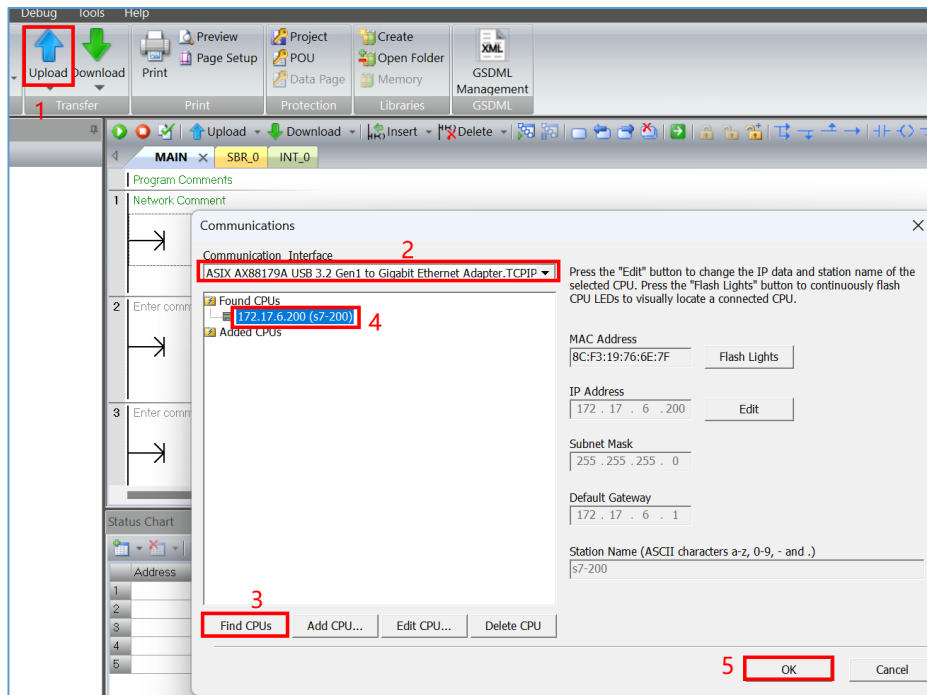 Debug Tools Help
Upload Download Print Preview Page Setup Project POU Data Page Create Open Folder Memory XML GSDML Management
1 Transfer Print Protection Libraries GSDML
Upload Download Insert Delete
MAIN SBR_0 INT_0
Program Comments
1 Network Comment
2 Enter comm
3 Enter comm
Communications
2
Communication Interface
ASIX AX88179A USB 3.2 Gen1 to Gigabit Ethernet Adapter.TCPIP
Found CPUs
172.17.6.200 (s7-200) 4
Added CPUs
Press the "Edit" button to change the IP data and station name of the
selected CPU. Press the "Flash Lights" button to continuously flash
CPU LEDs to visually locate a connected CPU.
MAC Address
8C:F3:19:76:6E:7F Flash Lights
IP Address
172 . 17 . 6 .200 Edit
Subnet Mask
255 .255 .255 . 0
Default Gateway
172 . 17 . 6 . 1
Station Name (ASCII characters a-z, 0-9, - and .)
s7-200
3
Find CPUs Add CPU... Edit CPU... Delete CPU
5 OK Cancel
Status Chart
Address
1
2
3
4
5